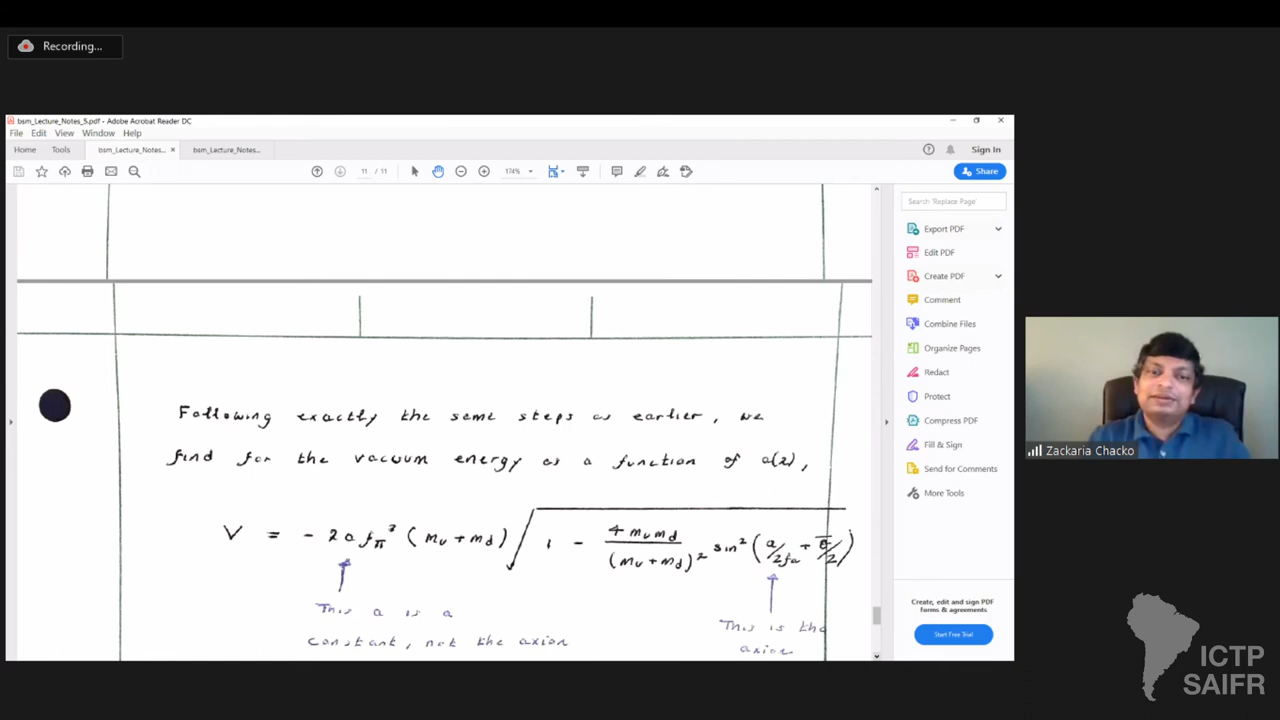 Recording...
bsm_Lecture_Notes_5.pdf - Adobe Acrobat Reader DC
File Edit View Window Help
Home Tools bsm_Lecture_Notes... × bsm_Lecture_Notes... Sign In
11 / 11 174% Share
Search 'Replace Page'
Export PDF
Edit PDF
Create PDF
Comment
Combine Files
Organize Pages
Redact
Protect
Compress PDF
Fill & Sign
Send for Comments
More Tools
Create, edit and sign PDF
forms & agreements
Start Free Trial
Following exactly the same steps as earlier, we
find for the vacuum energy as a function of a(x),
V = - 2 a f_π³ (m_u + m_d) √(1 - 4 m_u m_d / (m_u + m_d)² sin² (a/2f_a + θ̄/2))
This a is a
constant, not the axion
This is the
axion
Zackaria Chacko
ICTP
SAIFR